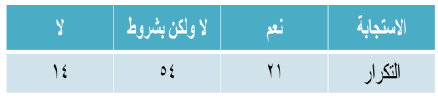 الاستجابة نعم لا ولكن بشروط لا
التكرار ٢١ ٥٤ ١٤